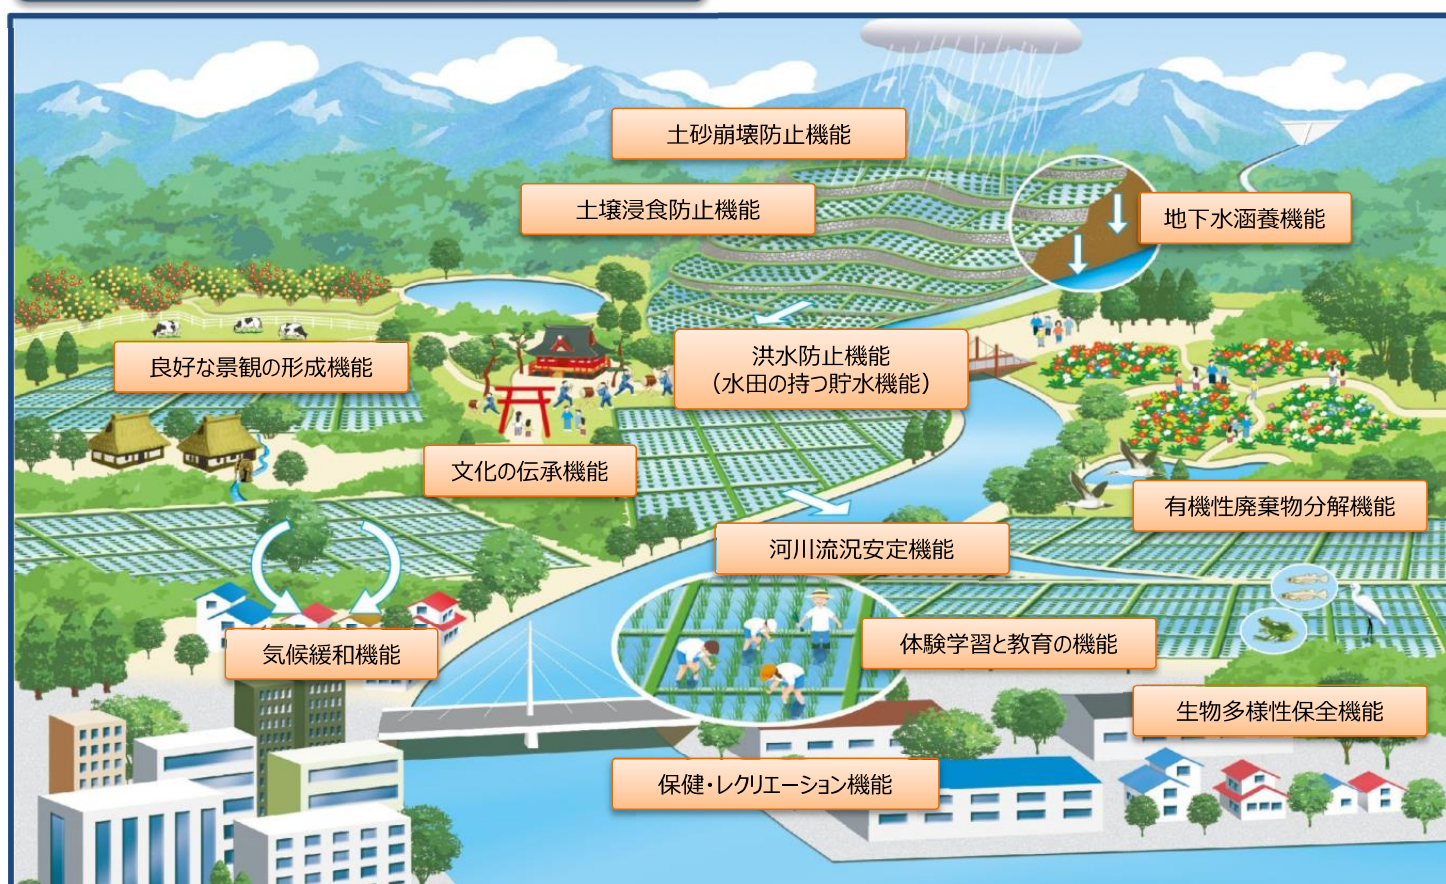 土砂崩壊防止機能
土壌浸食防止機能
地下水涵養機能
良好な景観の形成機能
洪水防止機能
（水田の持つ貯水機能）
文化の伝承機能
有機性廃棄物分解機能
河川流況安定機能
体験学習と教育の機能
気候緩和機能
生物多様性保全機能
保健・レクリエーション機能